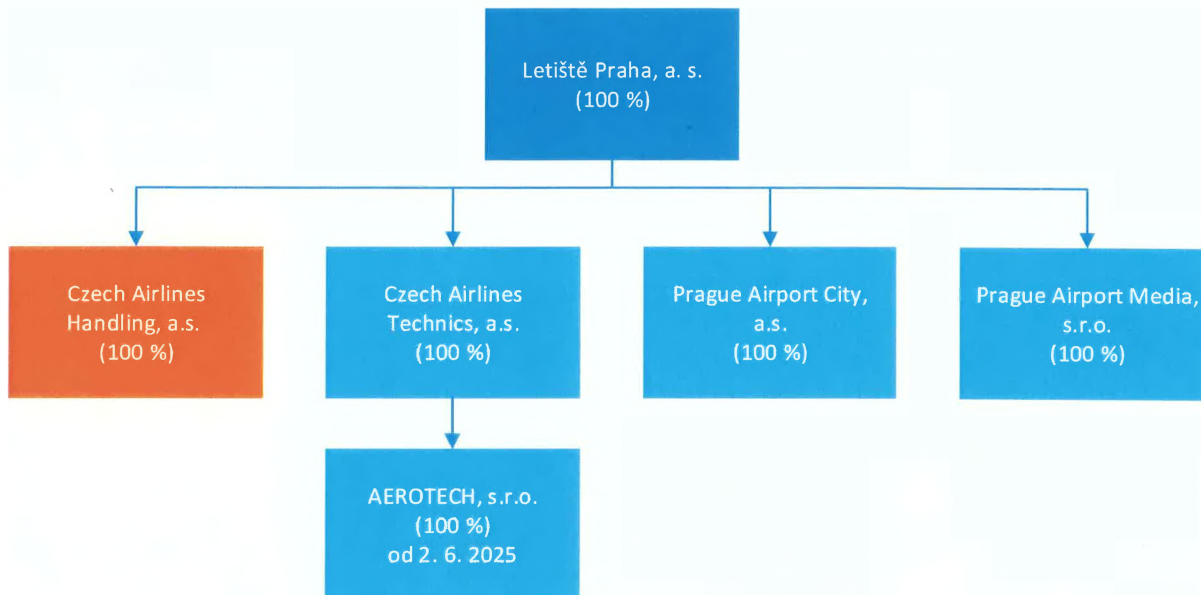 Letiště Praha, a. s.
(100 %)
Czech Airlines
Handling, a.s.
(100 %)
Czech Airlines
Technics, a.s.
(100 %)
Prague Airport City,
a.s.
(100 %)
Prague Airport Media,
s.r.o.
(100 %)
AEROTECH, s.r.o.
(100 %)
od 2. 6. 2025